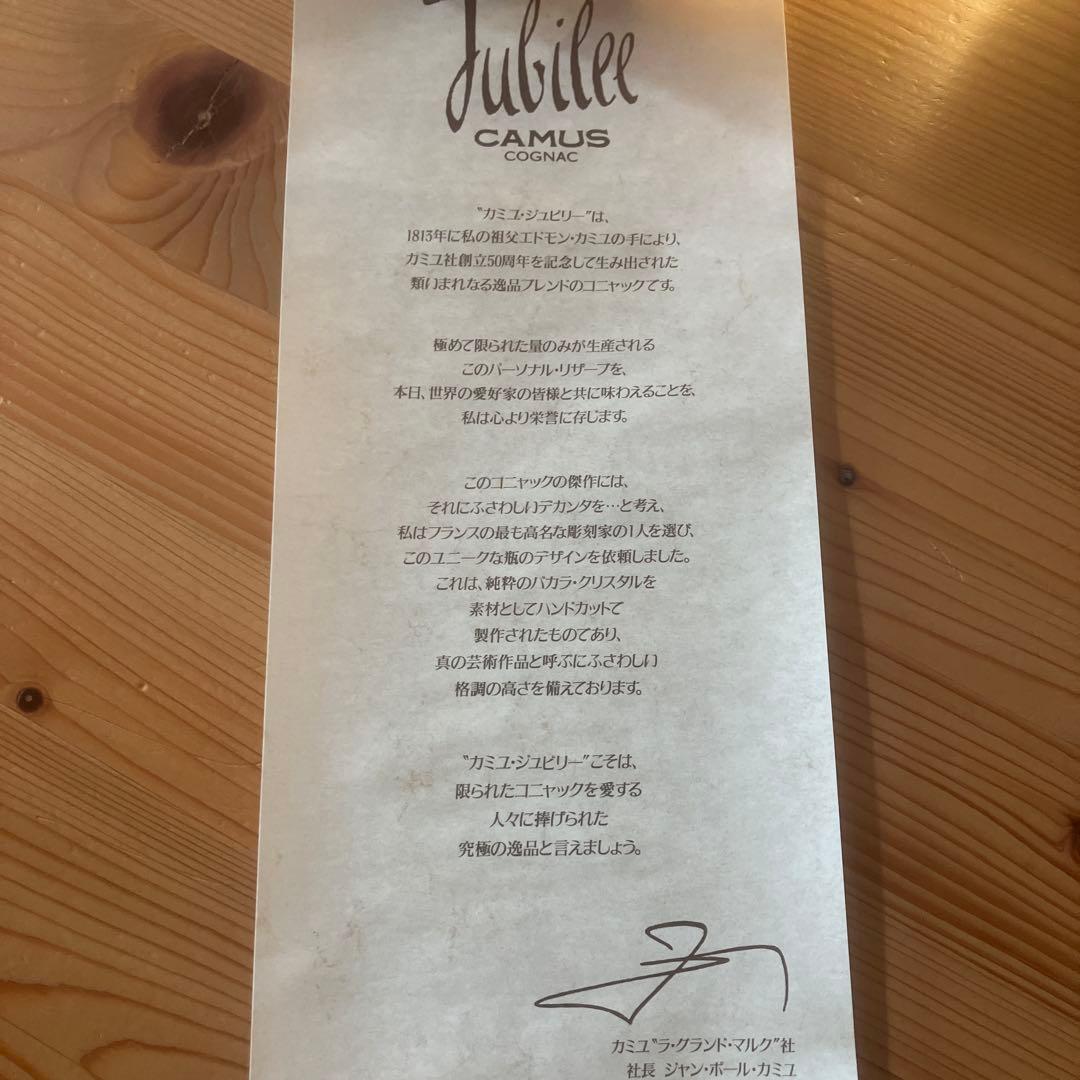 Jubilee
CAMUS
COGNAC
"カミユ・ジュビリー"は、
1813年に私の祖父エドモン・カミユの手により、
カミユ社創立50周年を記念して生み出された
類いまれなる逸品ブレンドのコニャックです。
極めて限られた量のみが生産される
このパーソナル・リザーブを、
本日、世界の愛好家の皆様と共に味わえることを、
私は心より栄誉に存じます。
このコニャックの傑作には、
それにふさわしいデカンタを…と考え、
私はフランスの最も高名な彫刻家の1人を選び、
このユニークな瓶のデザインを依頼しました。
これは、純粋のバカラ・クリスタルを
素材としてハンドカットで
製作されたものであり、
真の芸術作品と呼ぶにふさわしい
格調の高さを備えております。
"カミユ・ジュビリー"こそは、
限られたコニャックを愛する
人々に捧げられた
究極の逸品と言えましょう。
カミユ"ラ・グランド・マルク"社
社長 ジャン・ポール・カミユ